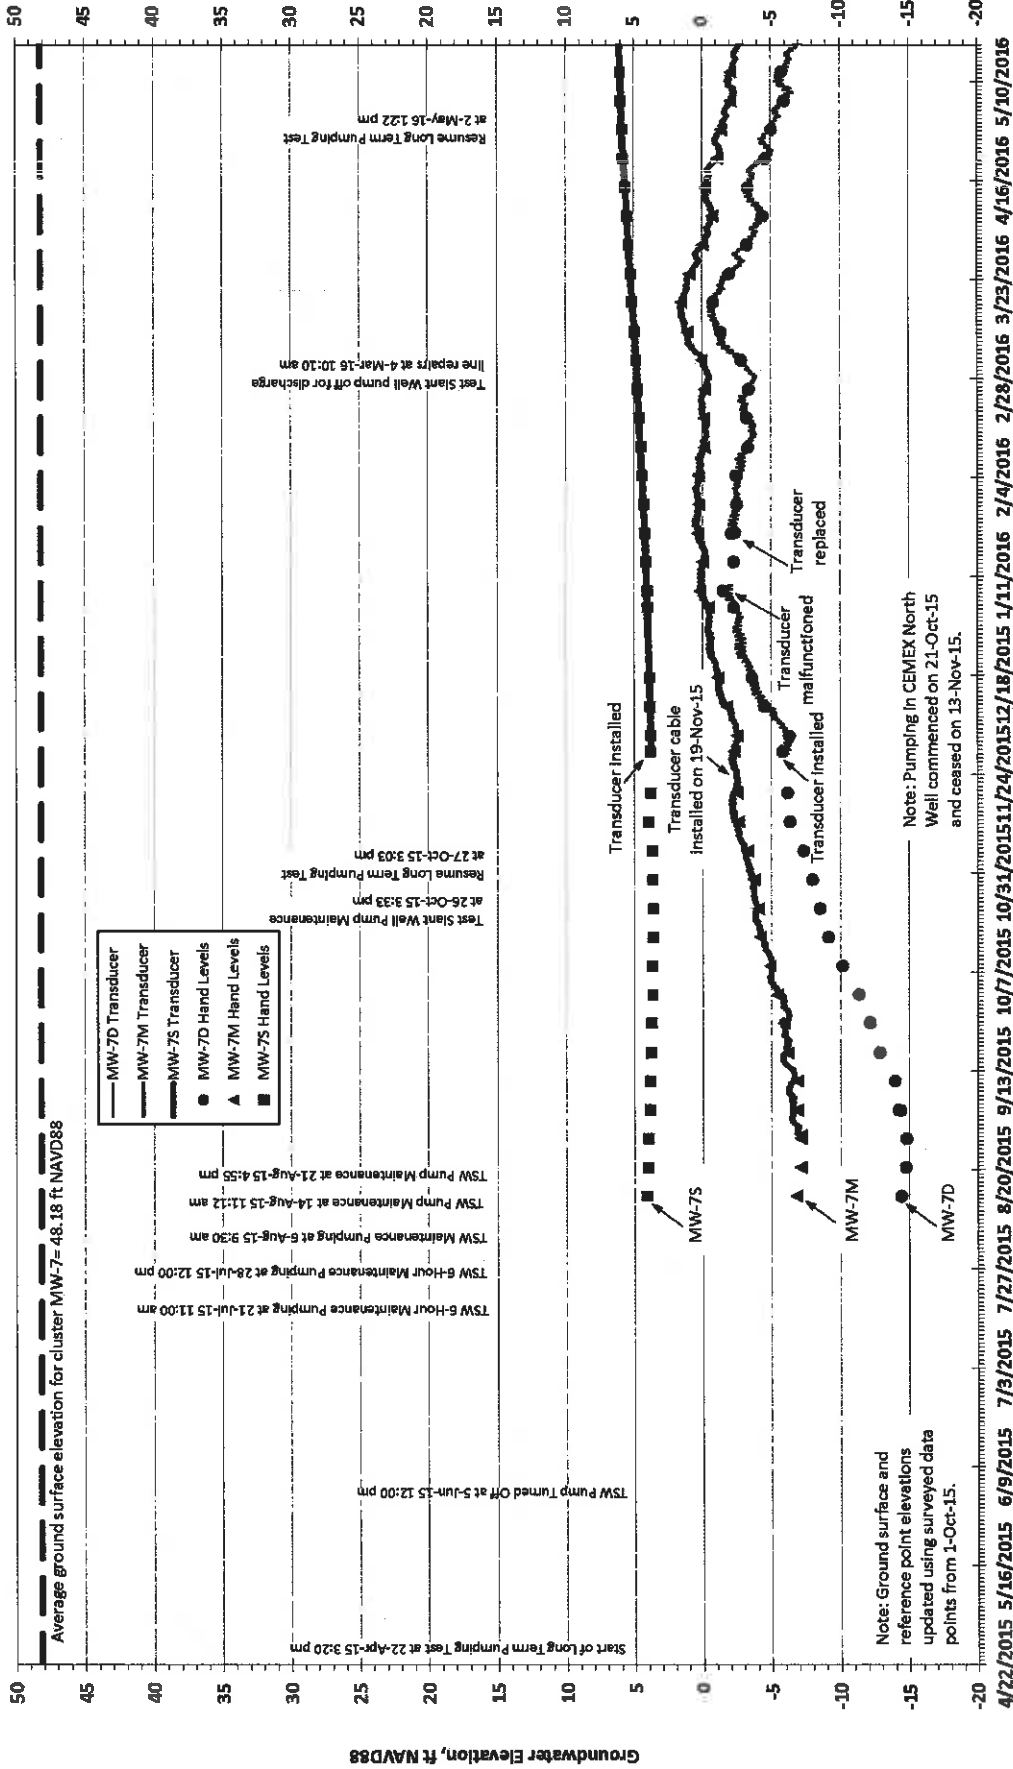 50
45
40
35
30
25
20
15
10
5
0
-5
-10
-15
-20
Average ground surface elevation for cluster MW-7= 48.18 ft NAVD88
MW-7D Transducer
MW-7M Transducer
MW-7S Transducer
MW-7D Hand Levels
MW-7M Hand Levels
MW-7S Hand Levels
Start of Long Term Pumping Test at 22-Apr-15 3:20 pm
TSW Pump Turned Off at 5-Jun-15 12:00 pm
TSW 6-Hour Maintenance Pumping at 21-Jul-15 11:00 am
TSW 6-Hour Maintenance Pumping at 28-Jul-15 12:00 pm
TSW Pumping Maintenance at 6-Aug-15 9:30 am
TSW Pump Maintenance at 14-Aug-15 11:12 am
TSW Pump Maintenance at 21-Aug-15 4:55 pm
Test Slant Well Pump Maintenance
at 26-Oct-15 3:33 pm
Resume Long Term Pumping Test
at 27-Oct-15 3:03 pm
Test Slant Well pump off for discharge
line repairs at 4-Mar-16 10:10 am
Resume Long Term Pumping Test
at 2-May-16 1:22 pm
MW-7S
MW-7M
MW-7D
Transducer Installed
Transducer cable
installed on 19-Nov-15
Transducer installed
Transducer
malfunctioned
Transducer
replaced
Note: Ground surface and
reference point elevations
updated using surveyed data
points from 1-Oct-15.
Note: Pumping in CEMEX North
Well commenced on 21-Oct-15
and ceased on 13-Nov-15.
50
45
40
35
30
25
20
15
10
5
0
-5
-10
-15
-20
4/22/2015 5/16/2015 6/9/2015 7/3/2015 7/27/2015 8/20/2015 9/13/2015 10/7/2015 10/31/2015 11/24/2015 12/18/2015 1/11/2016 2/4/2016 2/28/2016 3/23/2016 4/16/2016 5/10/2016
Groundwater Elevation, ft NAVD88